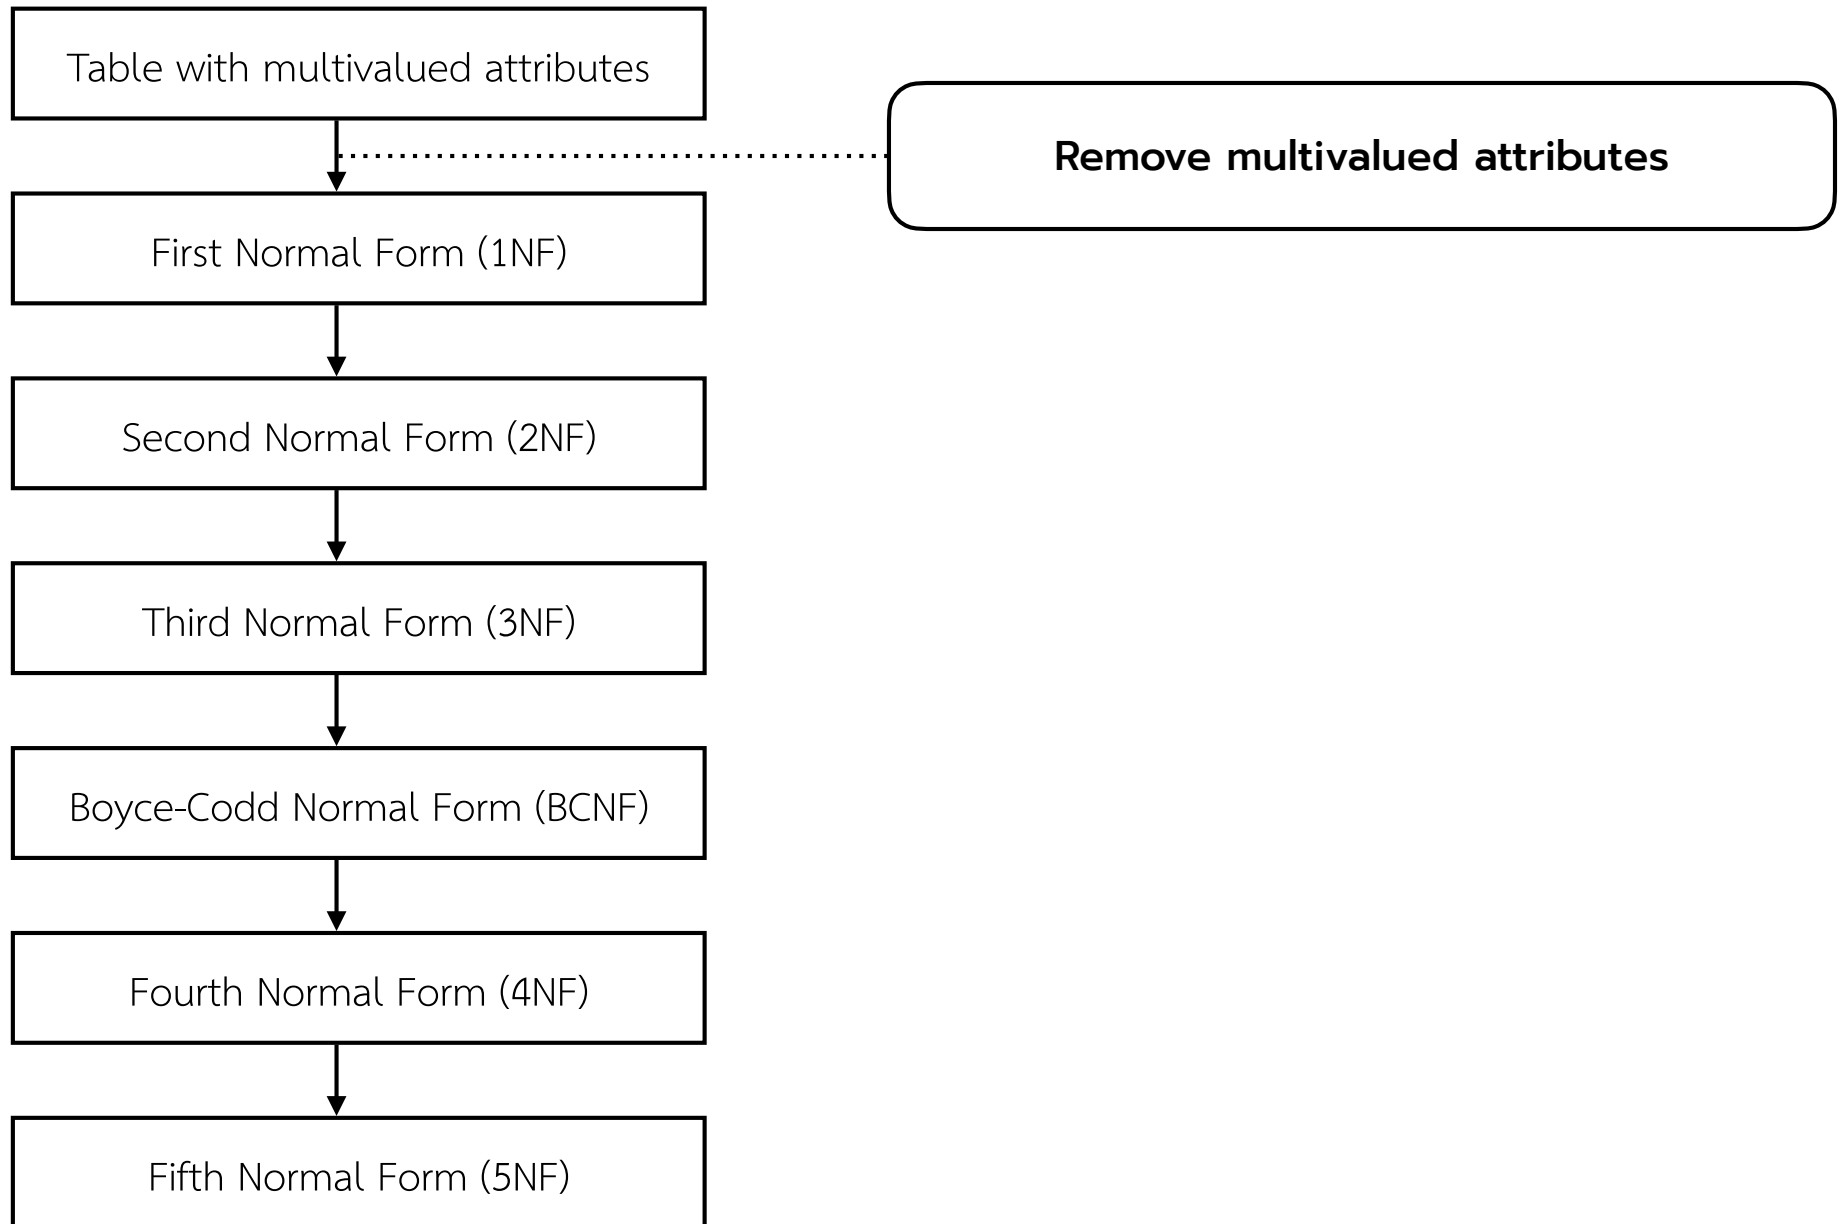 Table with multivalued attributes
Remove multivalued attributes
First Normal Form (1NF)
Second Normal Form (2NF)
Third Normal Form (3NF)
Boyce-Codd Normal Form (BCNF)
Fourth Normal Form (4NF)
Fifth Normal Form (5NF)